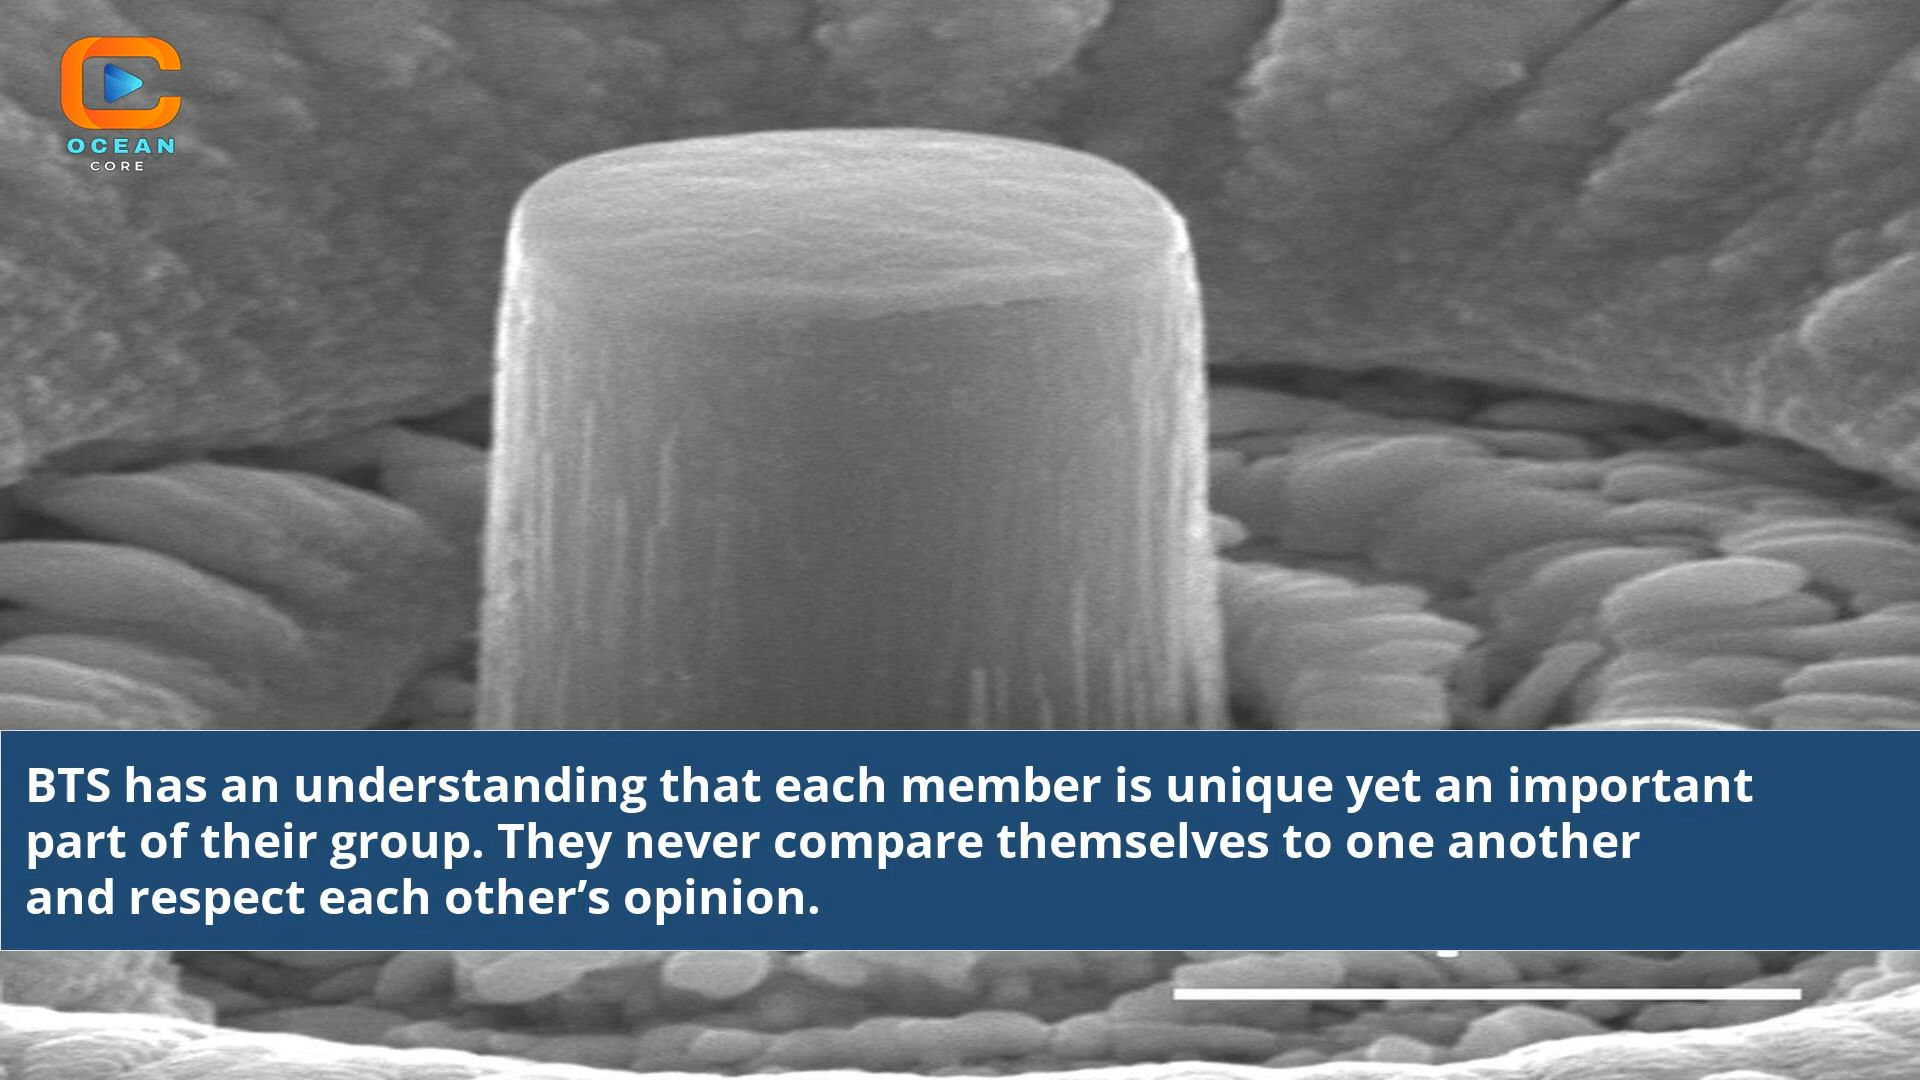 OCEAN
CORE
BTS has an understanding that each member is unique yet an important
part of their group. They never compare themselves to one another
and respect each other’s opinion.